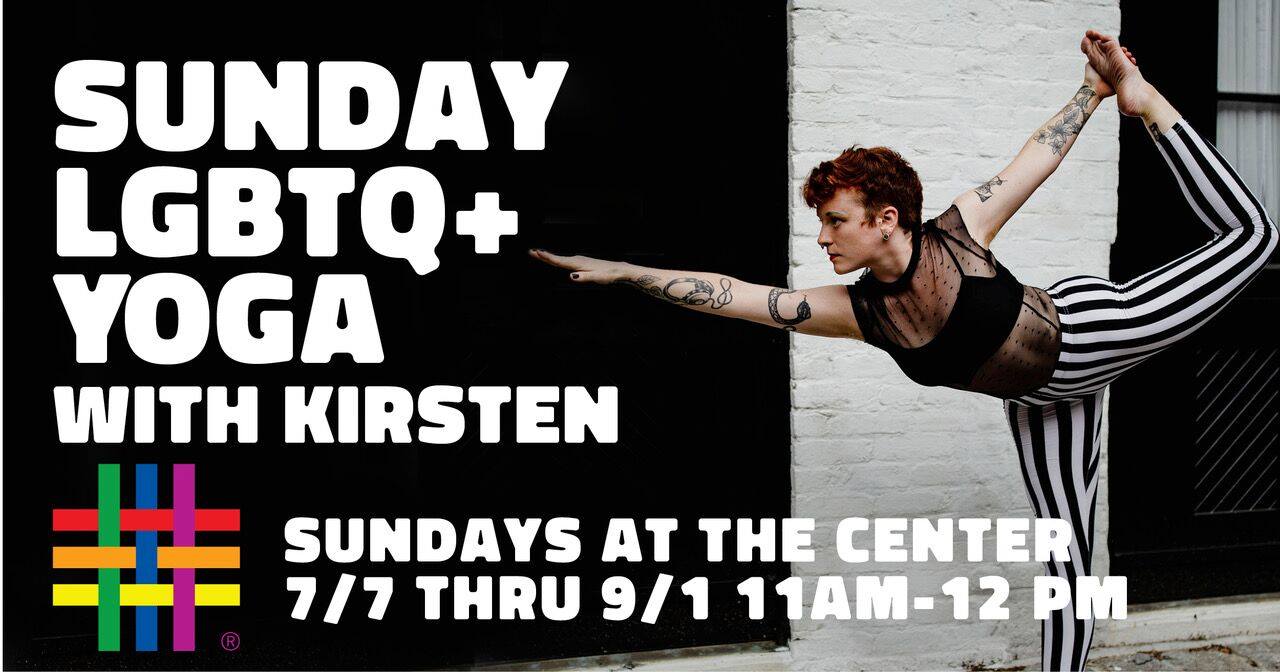 SUNDAY
LGBTQ+
YOGA
WITH KIRSTEN
SUNDAYS AT THE CENTER
7/7 THRU 9/1 11AM-12 PM
®